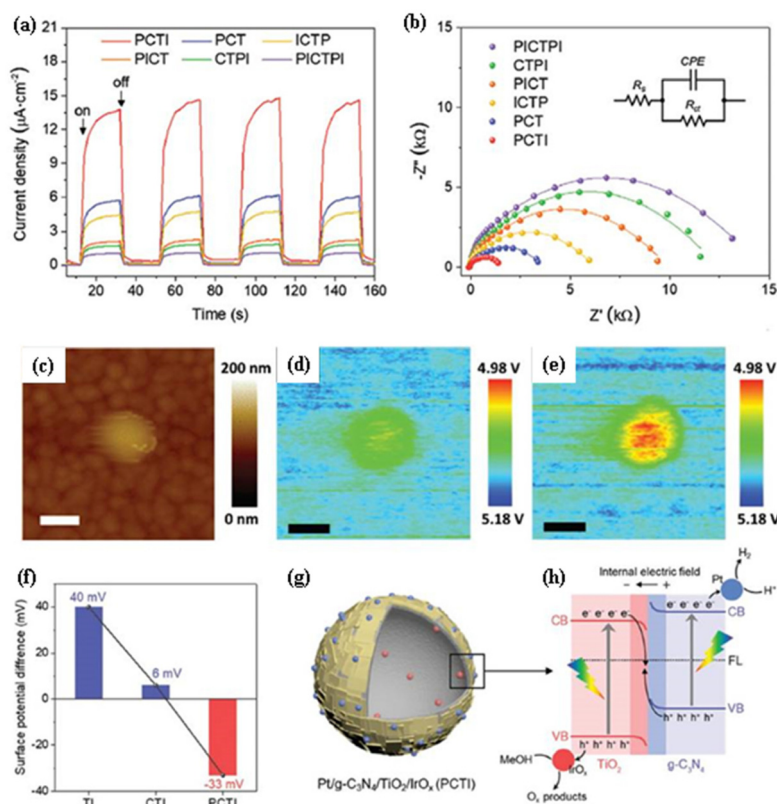 (a)
Current density (μA·cm⁻²)
15
12
9
6
3
0
PCTI PCT ICTP
PICT CTPI PICTPI
on
off
20 40 60 80 100 120 140 160
Time (s)
(b)
-Z'' (kΩ)
15
10
5
0
PICTPI
CTPI
PICT
ICTP
PCT
PCTI
CPE
Rs
Rct
0 5 10 15
Z' (kΩ)
(c)
200 nm
0 nm
(d)
4.98 V
5.18 V
(e)
4.98 V
5.18 V
(f)
Surface potential diffence (mV)
40
20
0
-20
-40
40 mV
6 mV
-33 mV
TI CTI PCTI
(g)
Pt/g-C₃N₄/TiO₂/IrOₓ (PCTI)
(h)
Internal electric field
− +
Pt
H₂
H⁺
CB
e⁻ e⁻ e⁻ e⁻
e⁻ e⁻ e⁻ e⁻
CB
FL
VB
h⁺ h⁺ h⁺ h⁺
VB
h⁺ h⁺ h⁺ h⁺
MeOH
IrOₓ
TiO₂
g-C₃N₄
Oₓ products